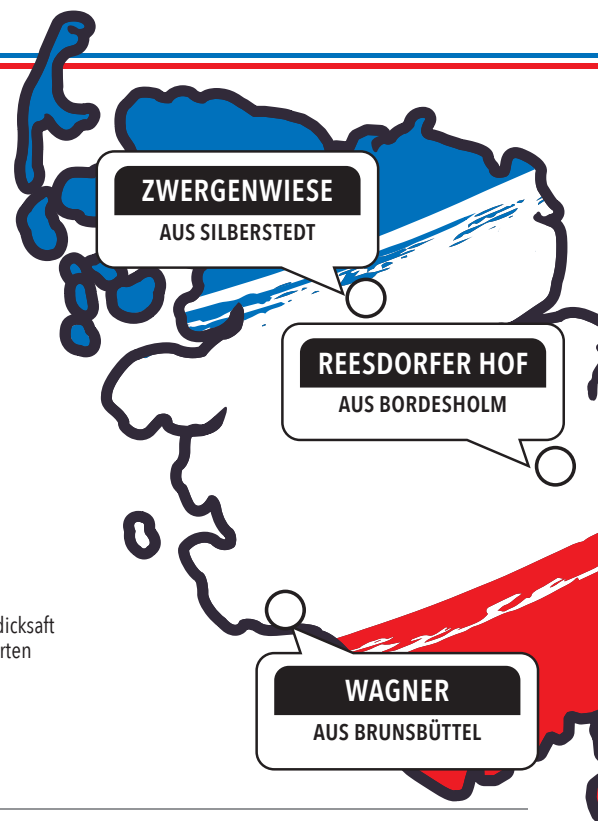 ZWERGENWIESE
AUS SILBERSTEDT
REESDORFER HOF
AUS BORDESHOLM
WAGNER
AUS BRUNSBÜTTEL